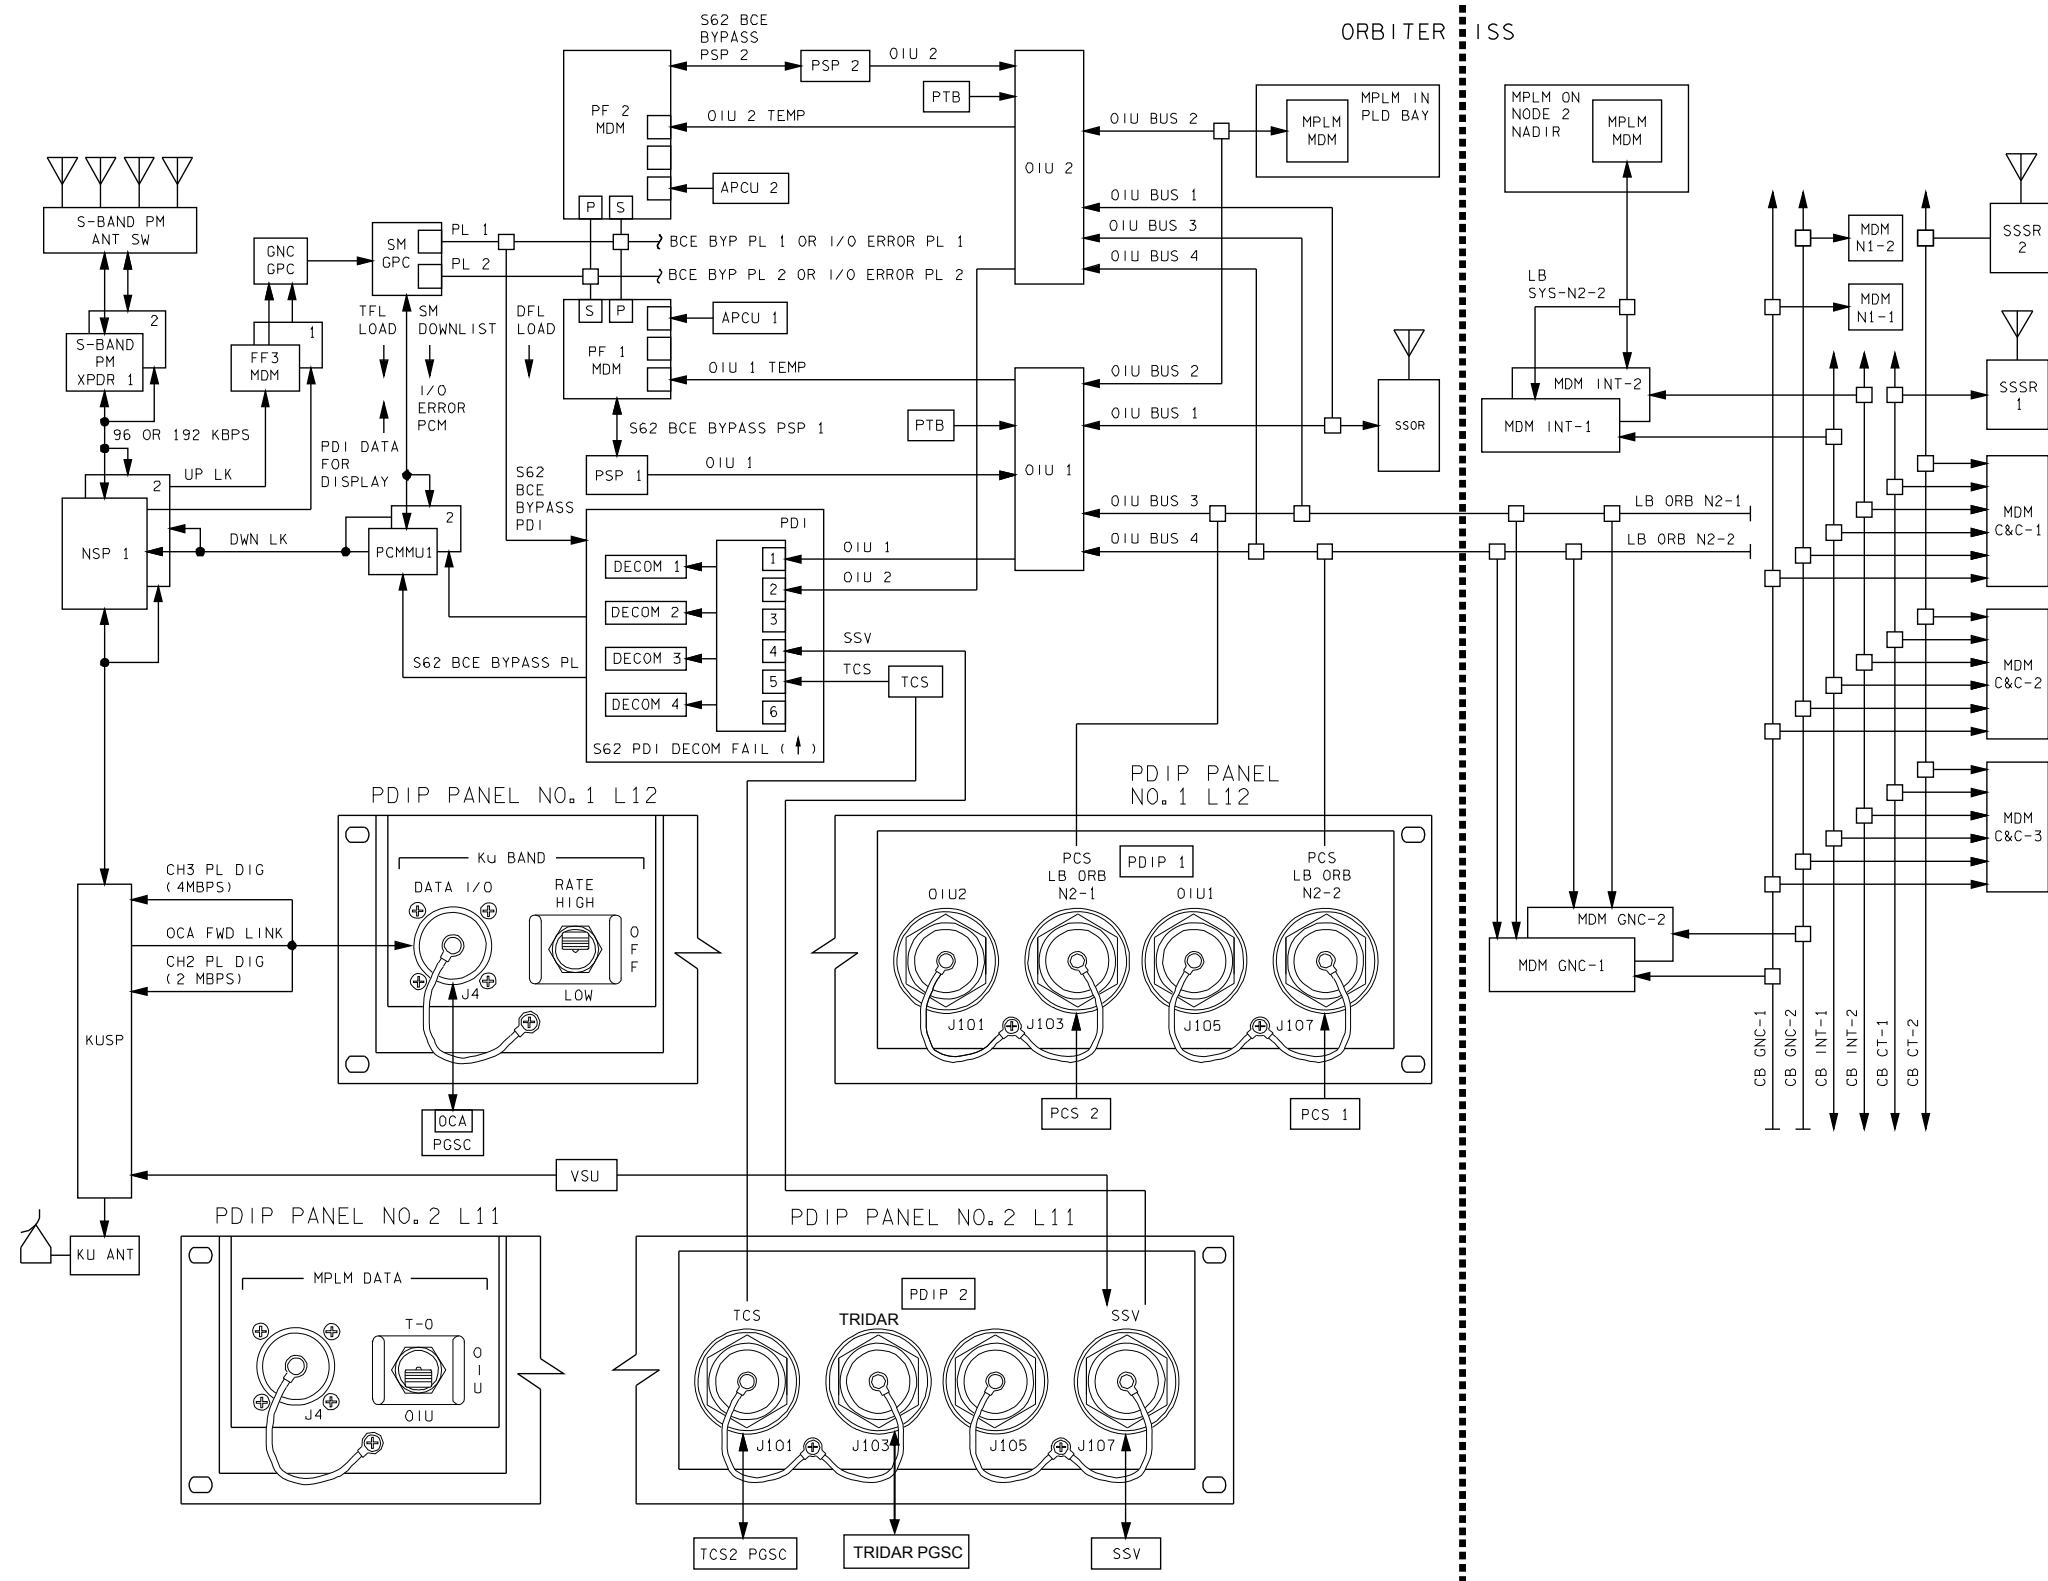 ORBITER
ISS
S62 BCE
BYPASS
PSP 2
PSP 2
OIU 2
PTB
PF 2
MDM
OIU 2 TEMP
APCU 2
P
S
OIU 2
OIU BUS 2
OIU BUS 1
OIU BUS 3
OIU BUS 4
MPLM IN
PLD BAY
MPLM
MDM
MPLM ON
NODE 2
NADIR
MPLM
MDM
LB
SYS-N2-2
S-BAND PM
ANT SW
2
S-BAND
PM
XPDR 1
96 OR 192 KBPS
GNC
GPC
1
FF3
MDM
UP LK
2
NSP 1
DWN LK
SM
GPC
PL 1
PL 2
BCE BYP PL 1 OR I/O ERROR PL 1
BCE BYP PL 2 OR I/O ERROR PL 2
TFL
LOAD
SM
DOWNLIST
DFL
LOAD
I/O
ERROR
PCM
PDI DATA
FOR
DISPLAY
2
PCMMU1
S
P
APCU 1
PF 1
MDM
OIU 1 TEMP
S62 BCE BYPASS PSP 1
PSP 1
OIU 1
PTB
OIU 1
OIU BUS 2
OIU BUS 1
OIU BUS 3
OIU BUS 4
SSOR
S62
BCE
BYPASS
PDI
PDI
DECOM 1
DECOM 2
DECOM 3
DECOM 4
1
2
3
4
5
6
OIU 1
OIU 2
SSV
TCS
TCS
S62 BCE BYPASS PL
S62 PDI DECOM FAIL ( )
LB ORB N2-1
LB ORB N2-2
MDM INT-2
MDM INT-1
MDM
N1-2
MDM
N1-1
SSSR
2
SSSR
1
MDM
C&C-1
MDM
C&C-2
MDM
C&C-3
MDM GNC-2
MDM GNC-1
CB GNC-1
CB GNC-2
CB INT-1
CB INT-2
CB CT-1
CB CT-2
PDIP PANEL NO. 1 L12
KU BAND
DATA I/O
RATE
HIGH
O
F
F
LOW
J4
CH3 PL DIG
(4MBPS)
OCA FWD LINK
CH2 PL DIG
(2 MBPS)
KUSP
OCA
PGSC
PDIP PANEL
NO. 1 L12
PDIP 1
OIU2
PCS
LB ORB
N2-1
OIU1
PCS
LB ORB
N2-2
J101
J103
J105
J107
PCS 2
PCS 1
VSU
KU ANT
PDIP PANEL NO. 2 L11
MPLM DATA
T-O
O
I
U
OIU
J4
PDIP PANEL NO. 2 L11
PDIP 2
TCS
TRIDAR
SSV
J101
J103
J105
J107
TCS2 PGSC
TRIDAR PGSC
SSV